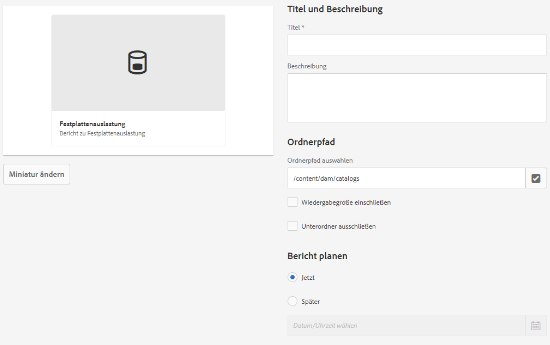 Festplattenauslastung
Bericht zu Festplattenauslastung
Miniatur ändern
Titel und Beschreibung
Titel *
Beschreibung
Ordnerpfad
Ordnerpfad auswählen
/content/dam/catalogs
Wiedergabegröße einschließen
Unterordner ausschließen
Bericht planen
Jetzt
Später
Datum/Uhrzeit wählen